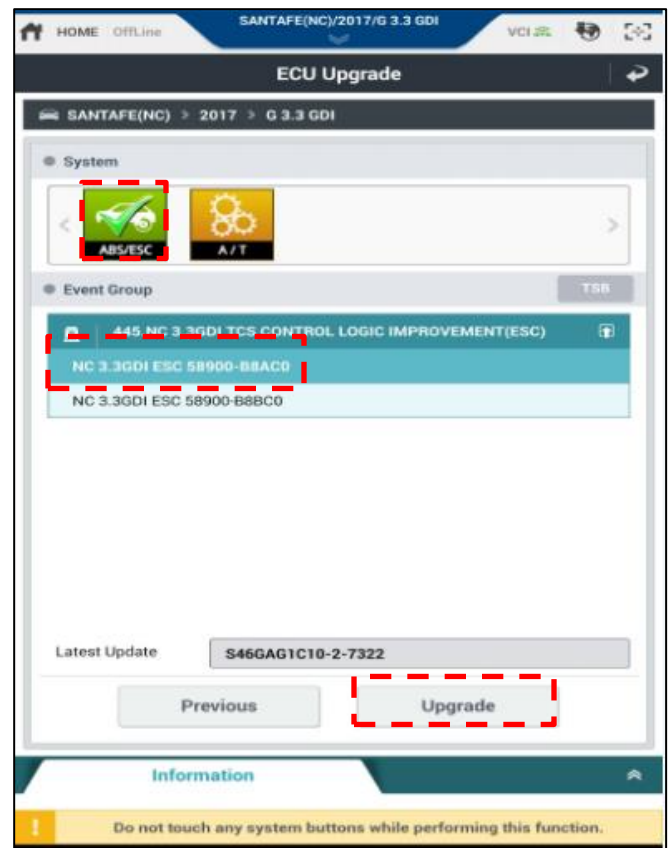 SANTAFE(NC)/2017/G 3.3 GDI
HOME OffLine VCI
ECU Upgrade
SANTAFE(NC) > 2017 > G 3.3 GDI
System
< ABS/ESC A/T >
Event Group TSB
445.NC 3.3GDI TCS CONTROL LOGIC IMPROVEMENT(ESC)
NC 3.3GDI ESC 58900-B8AC0
NC 3.3GDI ESC 58900-B8BC0
Latest Update S46GAG1C10-2-7322
Previous Upgrade
Information
! Do not touch any system buttons while performing this function.